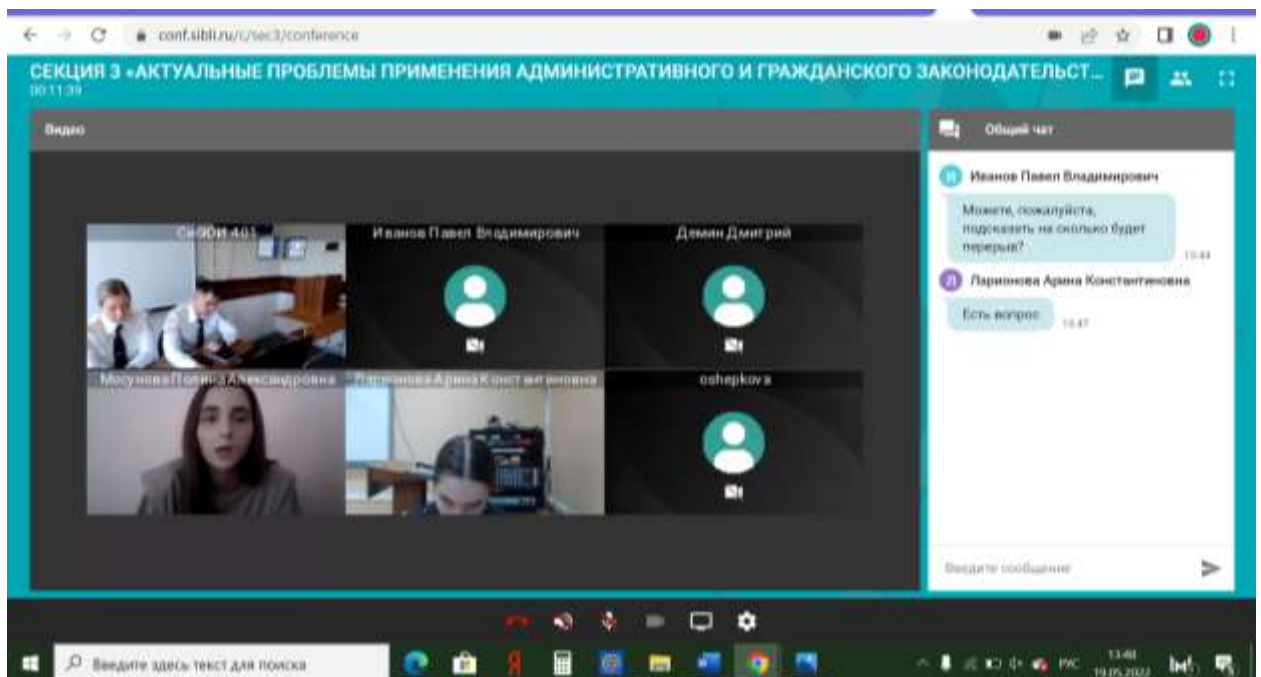 conf.sibli.ru/c/sec3/conference
СЕКЦИЯ 3 «АКТУАЛЬНЫЕ ПРОБЛЕМЫ ПРИМЕНЕНИЯ АДМИНИСТРАТИВНОГО И ГРАЖДАНСКОГО ЗАКОНОДАТЕЛЬСТ...
00:11:39
Видео
Общий чат
И Иванов Павел Владимирович
Можете, пожалуйста,
подсказать на сколько будет
перерыв?
13:48
Л Ларионова Арина Константиновна
Есть вопрос
13:47
401
Иванов Павел Владимирович
Демин Дмитрий
Полина Александровна
Ларионова Арина Константиновна
oshepkova
Введите сообщение
Введите здесь текст для поиска
РУС
13:48
19.05.2022